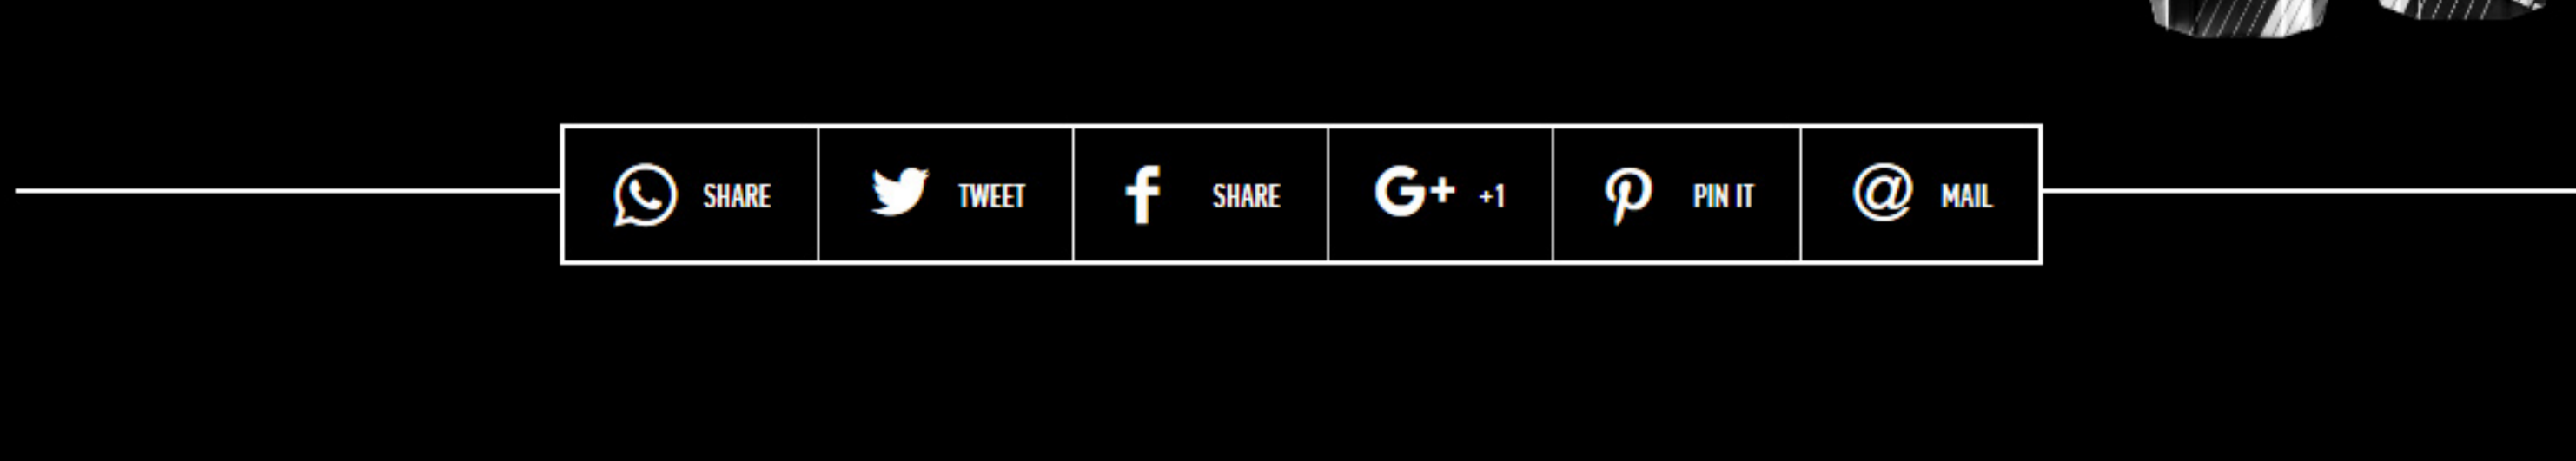 SHARE TWEET SHARE G+ +1 PIN IT @ MAIL